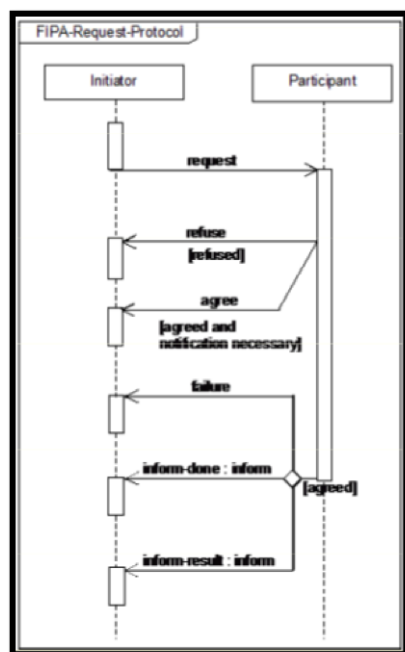 FIPA-Request-Protocol
Initiator
Participant
request
refuse
[refused]
agree
[agreed and
notification necessary]
failure
inform-done : inform
[agreed]
inform-result : inform